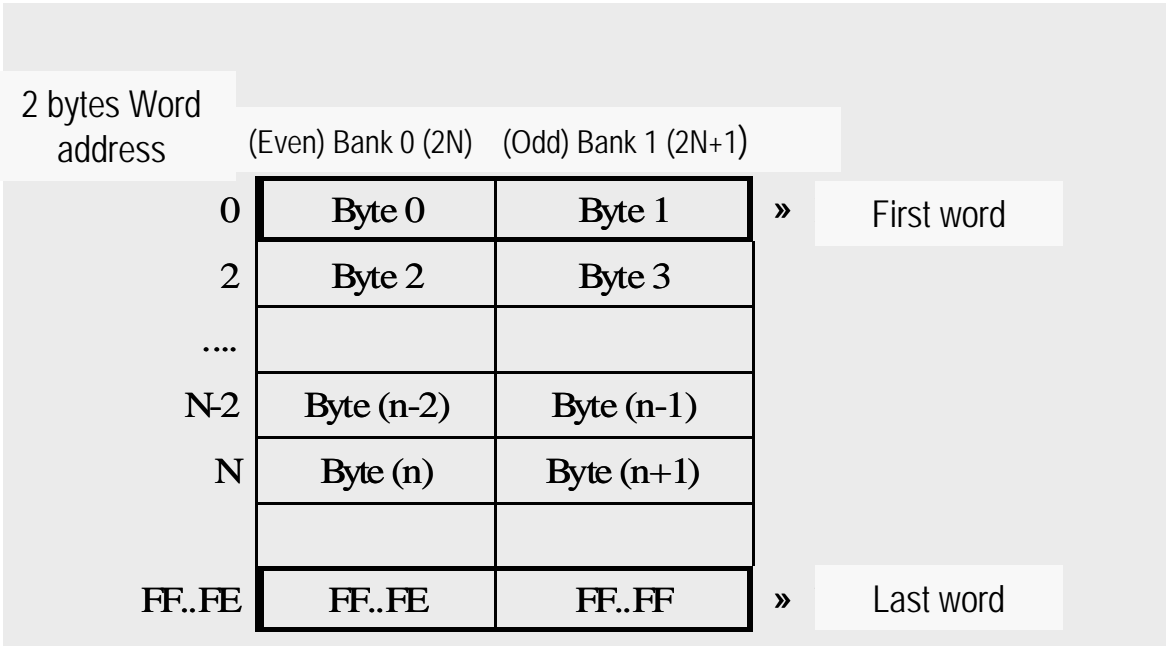 2 bytes Word
address
(Even) Bank 0 (2N) (Odd) Bank 1 (2N+1)
0 Byte 0 Byte 1 » First word
2 Byte 2 Byte 3
....
N-2 Byte (n-2) Byte (n-1)
N Byte (n) Byte (n+1)
FF..FE FF..FE FF..FF » Last word